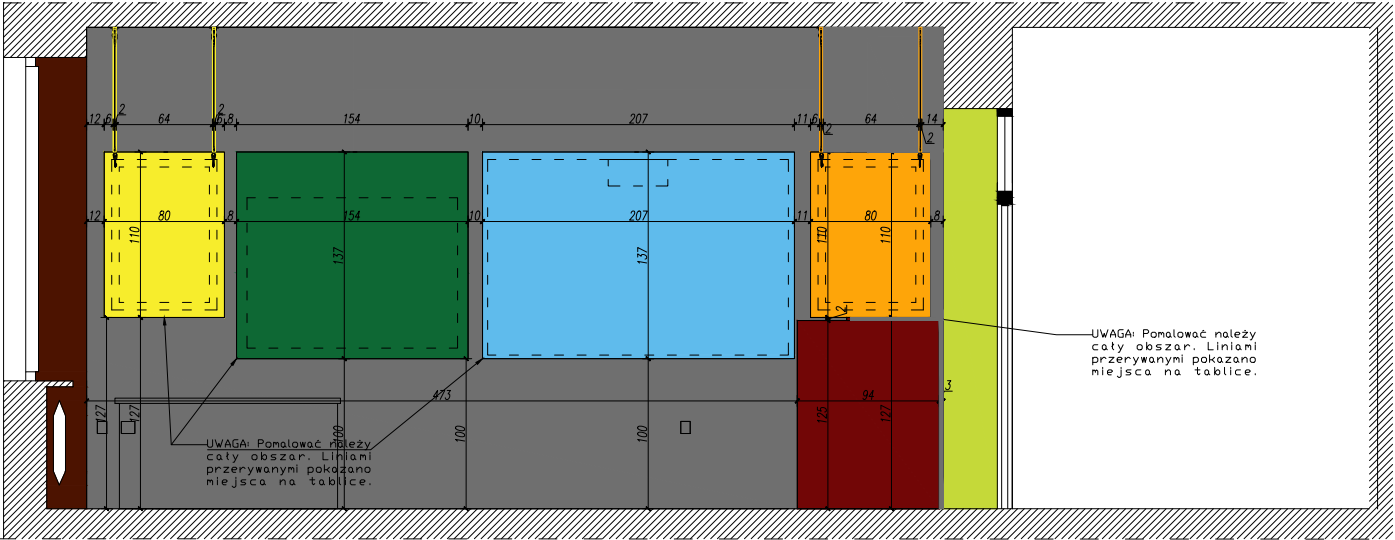 2
2
12 6 64 6 8 154 10 207 11 6 64 14
2
2
12 80 8 154 10 207 11 80 8
110
137
137
110
110
2
UWAGA: Pomalować należy
cały obszar. Liniami
przerywanymi pokazano
miejsca na tablice.
473
94
3
127
127
100
100
100
125
127
UWAGA: Pomalować należy
cały obszar. Liniami
przerywanymi pokazano
miejsca na tablice.